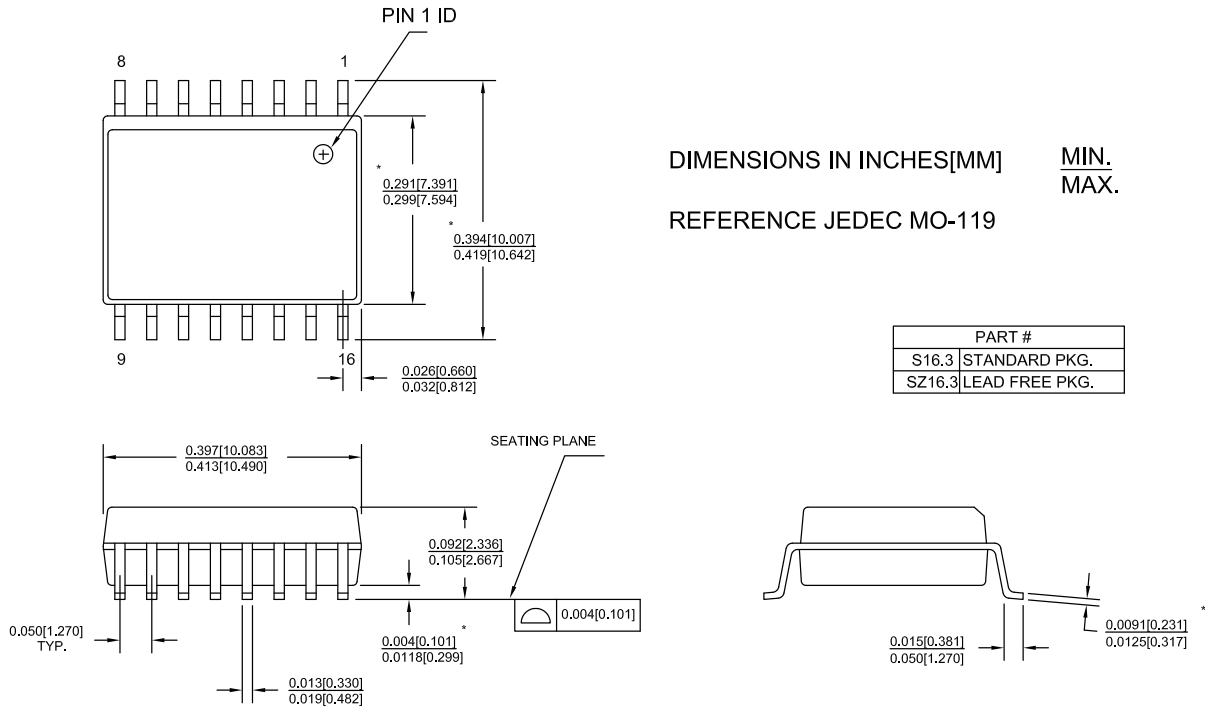 PIN 1 ID
8
1
*
0.291[7.391]
0.299[7.594]
*
0.394[10.007]
0.419[10.642]
9
16
0.026[0.660]
0.032[0.812]
DIMENSIONS IN INCHES[MM]
MIN.
MAX.
REFERENCE JEDEC MO-119
PART #
S16.3 STANDARD PKG.
SZ16.3 LEAD FREE PKG.
0.397[10.083]
0.413[10.490]
SEATING PLANE
0.092[2.336]
0.105[2.667]
0.004[0.101]
0.050[1.270]
TYP.
*
0.004[0.101]
0.0118[0.299]
0.013[0.330]
0.019[0.482]
0.015[0.381]
0.050[1.270]
*
0.0091[0.231]
0.0125[0.317]